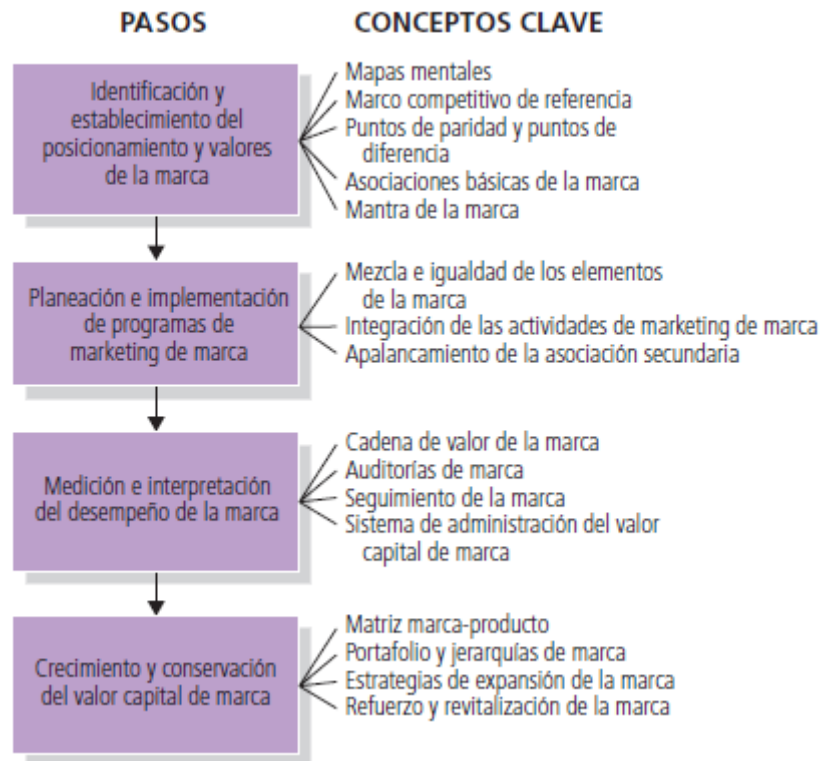 PASOS
CONCEPTOS CLAVE
Identificación y
establecimiento del
posicionamiento y valores
de la marca
Mapas mentales
Marco competitivo de referencia
Puntos de paridad y puntos de
diferencia
Asociaciones básicas de la marca
Mantra de la marca
Planeación e implementación
de programas de
marketing de marca
Mezcla e igualdad de los elementos
de la marca
Integración de las actividades de marketing de marca
Apalancamiento de la asociación secundaria
Medición e interpretación
del desempeño de la marca
Cadena de valor de la marca
Auditorías de marca
Seguimiento de la marca
Sistema de administración del valor
capital de marca
Crecimiento y conservación
del valor capital de marca
Matriz marca-producto
Portafolio y jerarquías de marca
Estrategias de expansión de la marca
Refuerzo y revitalización de la marca